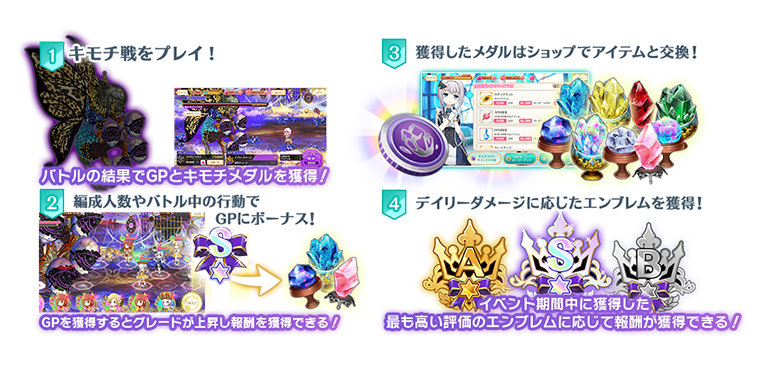 1 キモチ戦をプレイ！
バトルの結果でGPとキモチメダルを獲得！
2 編成人数やバトル中の行動で
GPにボーナス！
S
GPを獲得するとグレードが上昇し報酬を獲得できる！
3 獲得したメダルはショップでアイテムと交換！
4 デイリーダメージに応じたエンブレムを獲得！
A S B
イベント期間中に獲得した
最も高い評価のエンブレムに応じて報酬が獲得できる！